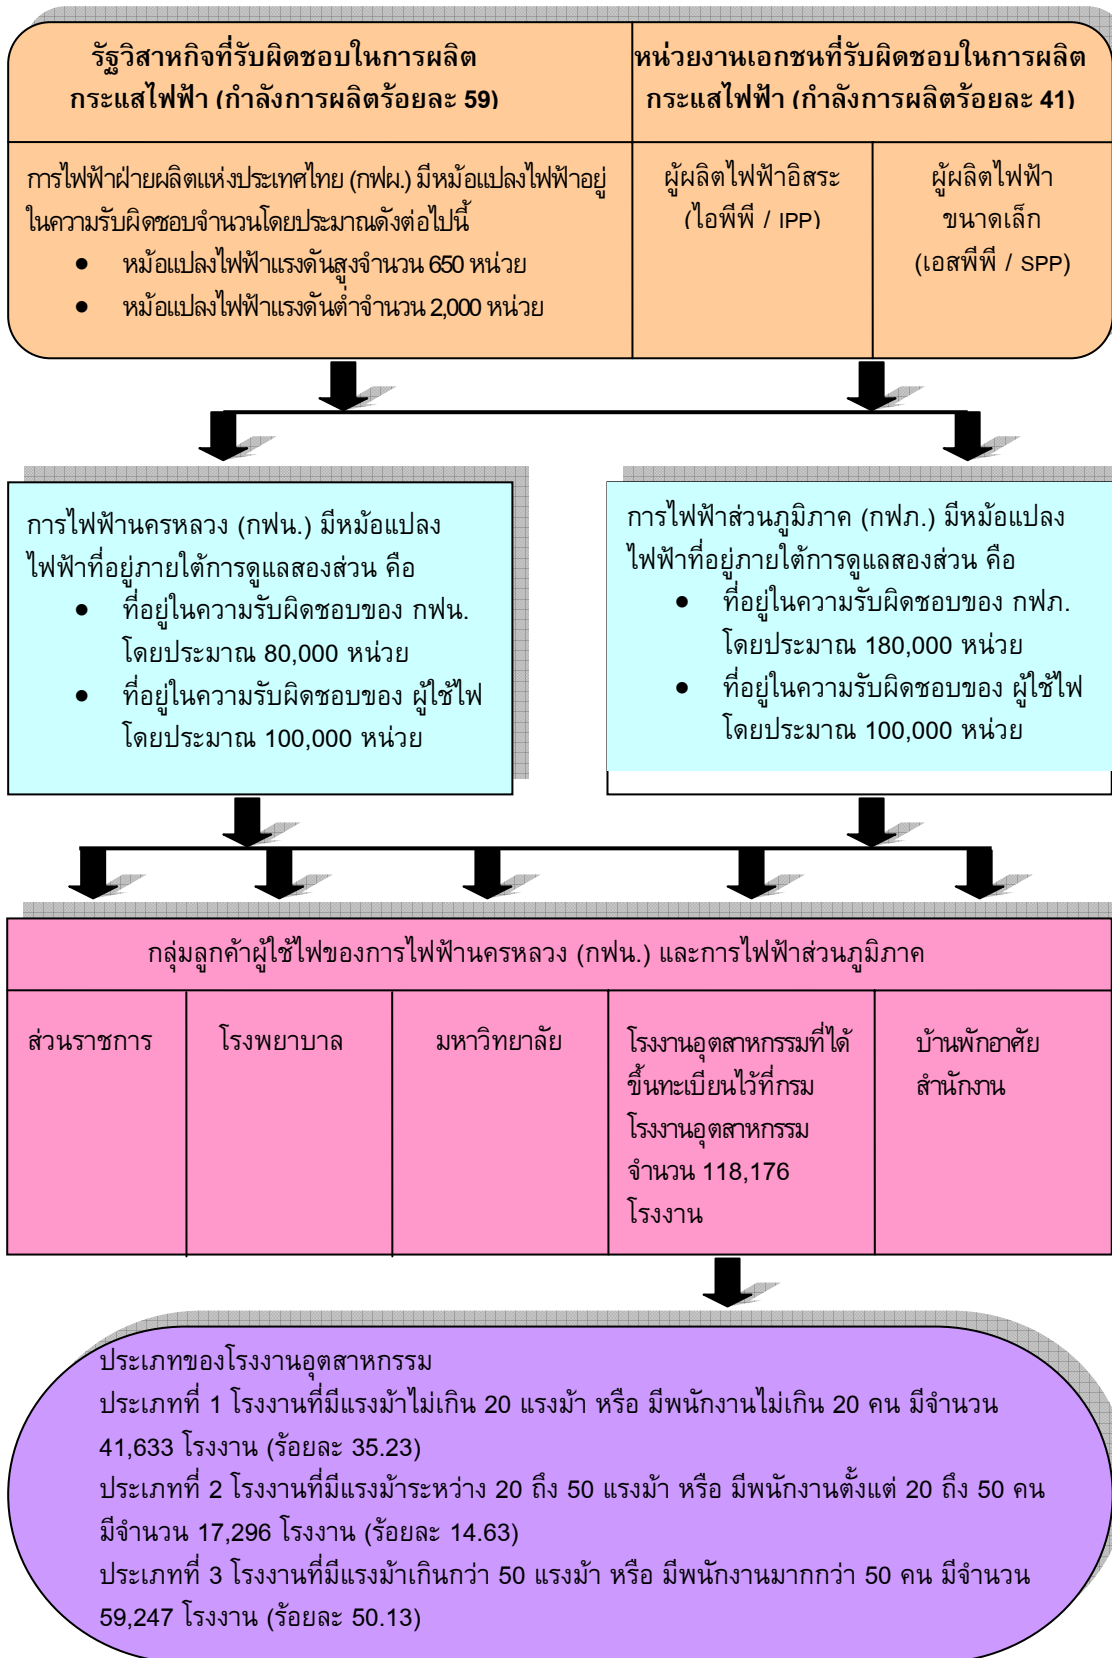 รัฐวิสาหกิจที่รับผิดชอบในการผลิต
กระแสไฟฟ้า (กำลังการผลิตร้อยละ 59)
หน่วยงานเอกชนที่รับผิดชอบในการผลิต
กระแสไฟฟ้า (กำลังการผลิตร้อยละ 41)
การไฟฟ้าฝ่ายผลิตแห่งประเทศไทย (กฟผ.) มีหม้อแปลงไฟฟ้าอยู่
ในความรับผิดชอบจำนวนโดยประมาณดังต่อไปนี้
• หม้อแปลงไฟฟ้าแรงดันสูงจำนวน 650 หน่วย
• หม้อแปลงไฟฟ้าแรงดันต่ำจำนวน 2,000 หน่วย
ผู้ผลิตไฟฟ้าอิสระ
(ไอพีพี / IPP)
ผู้ผลิตไฟฟ้า
ขนาดเล็ก
(เอสพีพี / SPP)
การไฟฟ้านครหลวง (กฟน.) มีหม้อแปลง
ไฟฟ้าที่อยู่ภายใต้การดูแลสองส่วน คือ
• ที่อยู่ในความรับผิดชอบของ กฟน.
โดยประมาณ 80,000 หน่วย
• ที่อยู่ในความรับผิดชอบของ ผู้ใช้ไฟ
โดยประมาณ 100,000 หน่วย
การไฟฟ้าส่วนภูมิภาค (กฟภ.) มีหม้อแปลง
ไฟฟ้าที่อยู่ภายใต้การดูแลสองส่วน คือ
• ที่อยู่ในความรับผิดชอบของ กฟภ.
โดยประมาณ 180,000 หน่วย
• ที่อยู่ในความรับผิดชอบของ ผู้ใช้ไฟ
โดยประมาณ 100,000 หน่วย
กลุ่มลูกค้าผู้ใช้ไฟของการไฟฟ้านครหลวง (กฟน.) และการไฟฟ้าส่วนภูมิภาค
ส่วนราชการ
โรงพยาบาล
มหาวิทยาลัย
โรงงานอุตสาหกรรมที่ได้
ขึ้นทะเบียนไว้ที่กรม
โรงงานอุตสาหกรรม
จำนวน 118,176
โรงงาน
บ้านพักอาศัย
สำนักงาน
ประเภทของโรงงานอุตสาหกรรม
ประเภทที่ 1 โรงงานที่มีแรงม้าไม่เกิน 20 แรงม้า หรือ มีพนักงานไม่เกิน 20 คน มีจำนวน
41,633 โรงงาน (ร้อยละ 35.23)
ประเภทที่ 2 โรงงานที่มีแรงม้าระหว่าง 20 ถึง 50 แรงม้า หรือ มีพนักงานตั้งแต่ 20 ถึง 50 คน
มีจำนวน 17,296 โรงงาน (ร้อยละ 14.63)
ประเภทที่ 3 โรงงานที่มีแรงม้าเกินกว่า 50 แรงม้า หรือ มีพนักงานมากกว่า 50 คน มีจำนวน
59,247 โรงงาน (ร้อยละ 50.13)